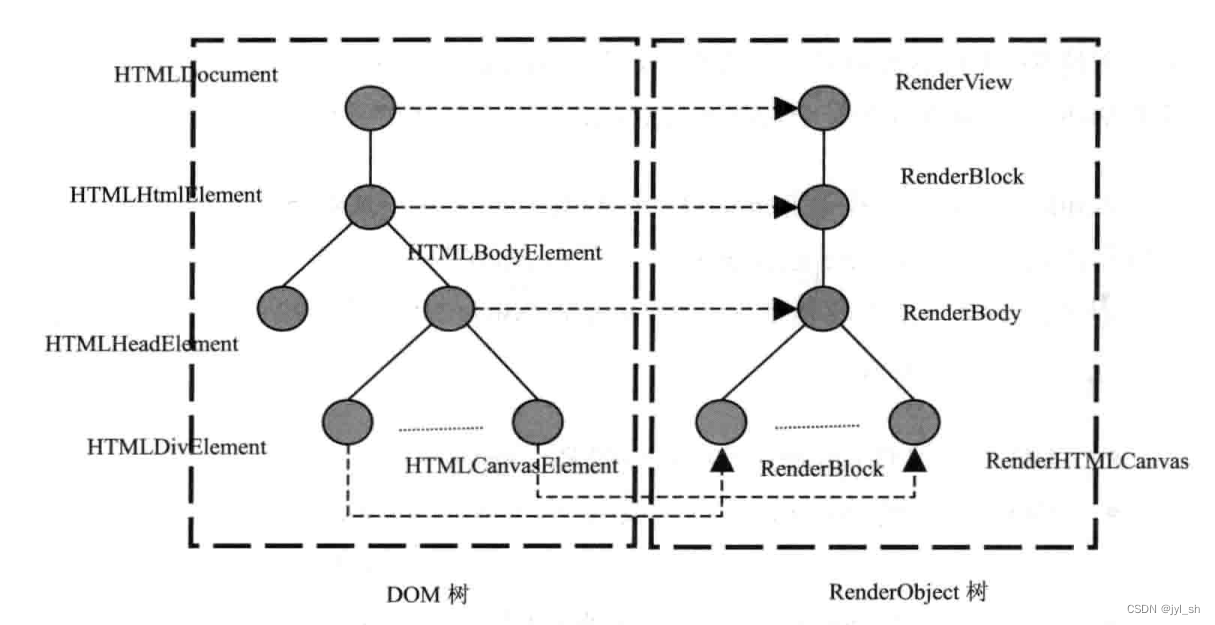 HTMLDocument
RenderView
HTMLHtmlElement
RenderBlock
HTMLBodyElement
HTMLHeadElement
RenderBody
HTMLDivElement
HTMLCanvasElement
RenderBlock
RenderHTMLCanvas
DOM 树
RenderObject 树
CSDN @jyl_sh